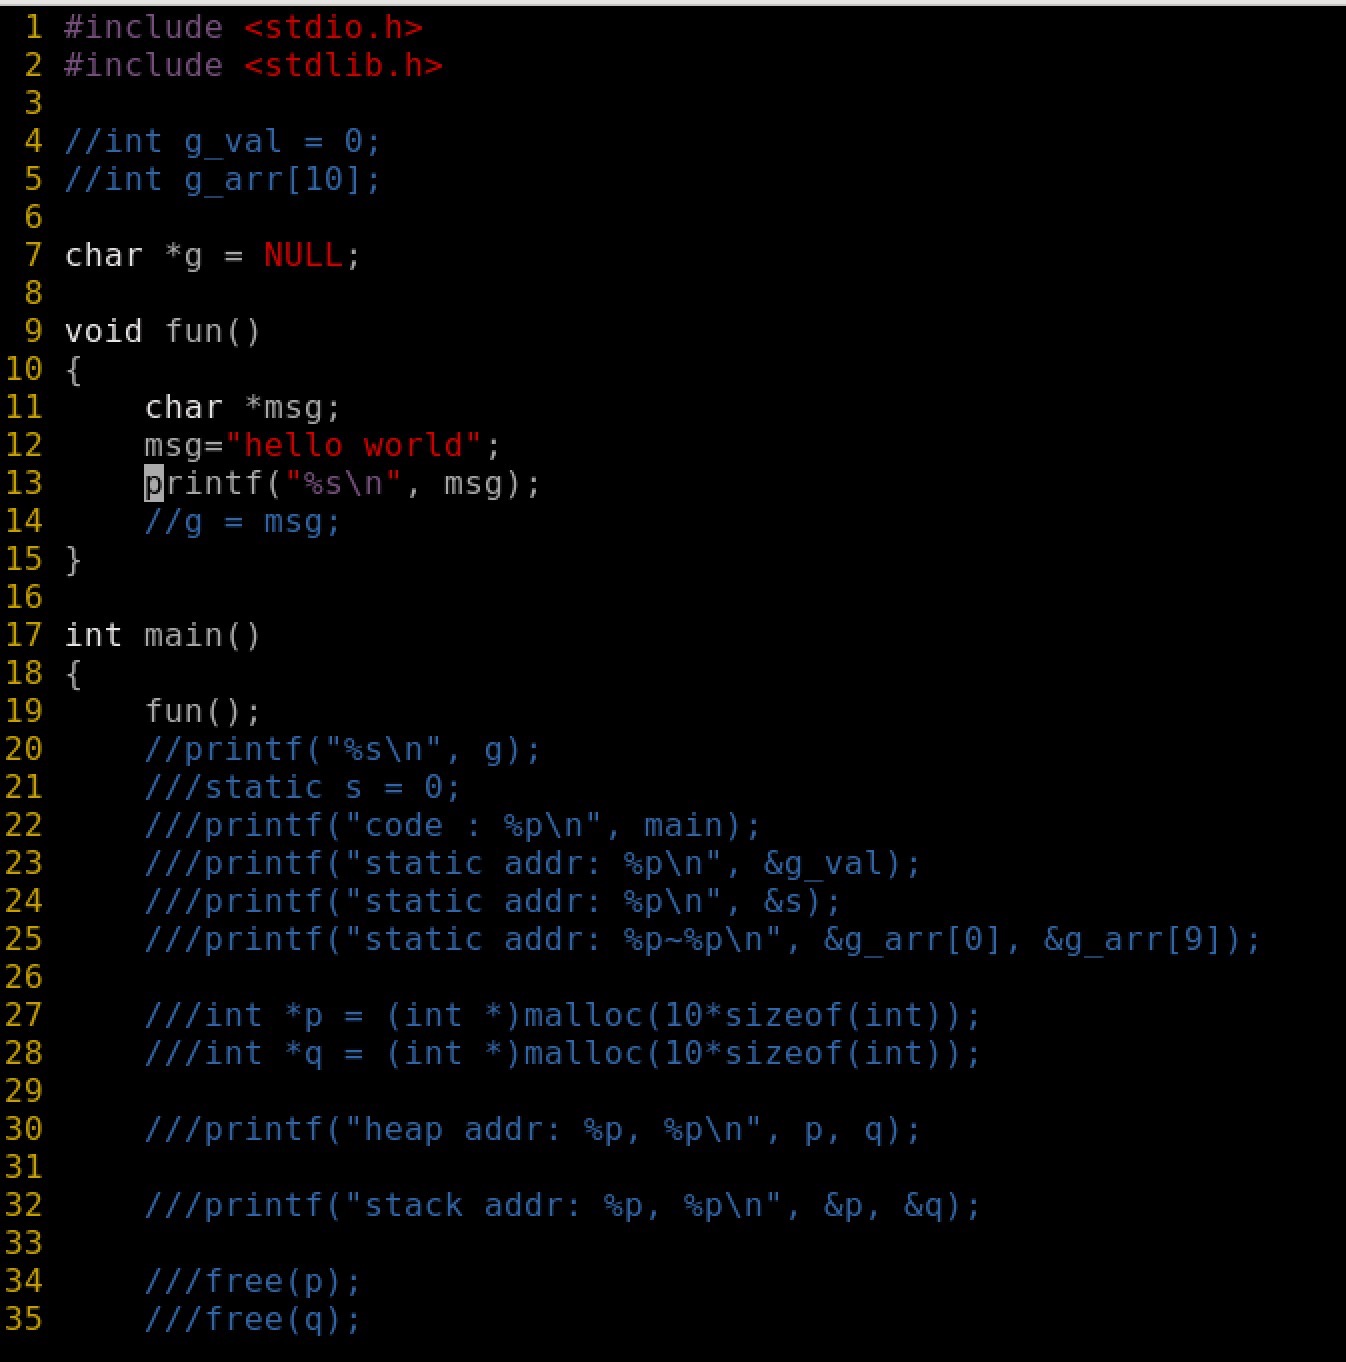 1 #include <stdio.h>
2 #include <stdlib.h>
3
4 //int g_val = 0;
5 //int g_arr[10];
6
7 char *g = NULL;
8
9 void fun()
10 {
11     char *msg;
12     msg="hello world";
13     printf("%s\n", msg);
14     //g = msg;
15 }
16
17 int main()
18 {
19     fun();
20     //printf("%s\n", g);
21     ///static s = 0;
22     ///printf("code : %p\n", main);
23     ///printf("static addr: %p\n", &g_val);
24     ///printf("static addr: %p\n", &s);
25     ///printf("static addr: %p~%p\n", &g_arr[0], &g_arr[9]);
26
27     ///int *p = (int *)malloc(10*sizeof(int));
28     ///int *q = (int *)malloc(10*sizeof(int));
29
30     ///printf("heap addr: %p, %p\n", p, q);
31
32     ///printf("stack addr: %p, %p\n", &p, &q);
33
34     ///free(p);
35     ///free(q);